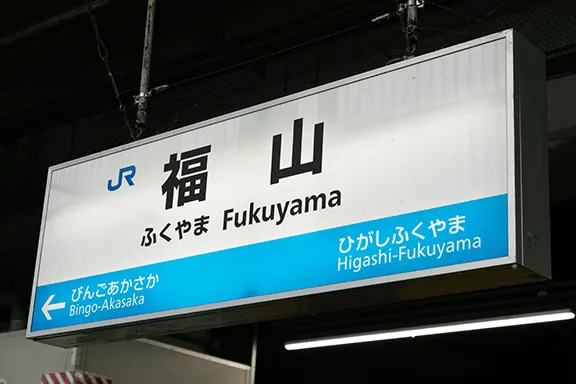 JR
福山
ふくやま Fukuyama
ひがしふくやま
Higashi-Fukuyama
← びんごあかさか
Bingo-Akasaka